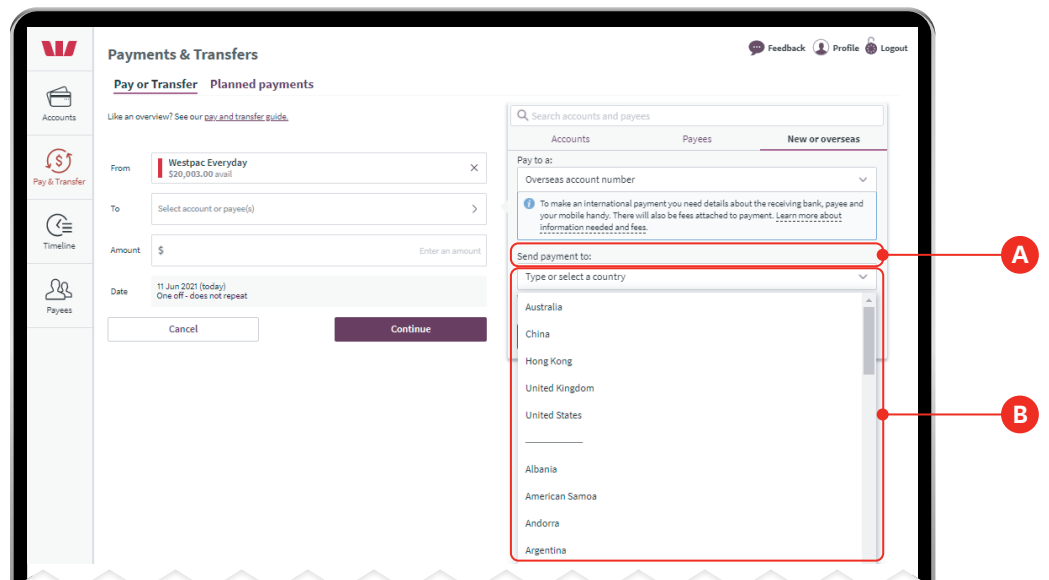 Payments & Transfers
Feedback
Profile
Logout
Pay or Transfer
Planned payments
Like an overview? See our pay and transfer guide.
Accounts
Pay & Transfer
Timeline
Payees
From
Westpac Everyday
$20,003.00 avail
To
Select account or payee(s)
Amount
$
Enter an amount
Date
11 Jun 2021 (today)
One off - does not repeat
Cancel
Continue
Search accounts and payees
Accounts
Payees
New or overseas
Pay to a:
Overseas account number
To make an international payment you need details about the receiving bank, payee and
your mobile handy. There will also be fees attached to payment. Learn more about
information needed and fees.
Send payment to:
Type or select a country
Australia
China
Hong Kong
United Kingdom
United States
Albania
American Samoa
Andorra
Argentina
A
B